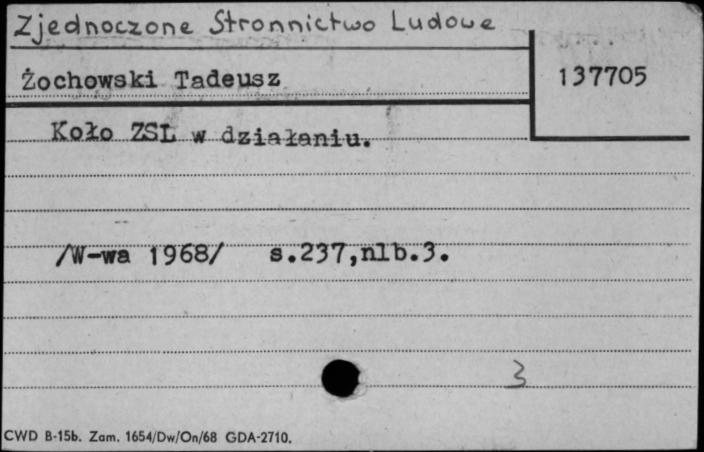 Zjednoczone Stronnictwo Ludowe
Żochowski Tadeusz
137705
Koło ZSL w działaniu.
/W-wa 1968/ s.237,nlb.3.
3
CWD B-15b. Zam. 1654/Dw/On/68 GDA-2710.